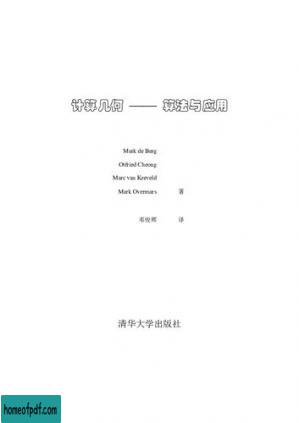 计算几何 —— 算法与应用
Mark de Berg
Otfried Cheong
Marc van Kreveld
Mark Overmars 著
邓俊辉 译
清华大学出版社
homeofpdf.com